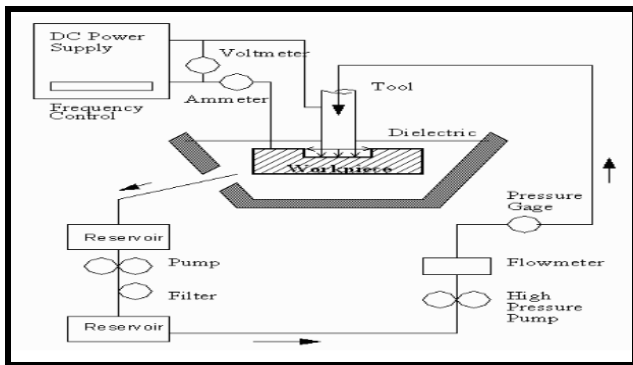 DC Power
Supply
Frequency
Control
Voltmeter
Ammeter
Tool
Dielectric
Workpiece
Reservoir
Pump
Filter
Reservoir
Pressure
Gage
Flowmeter
High
Pressure
Pump